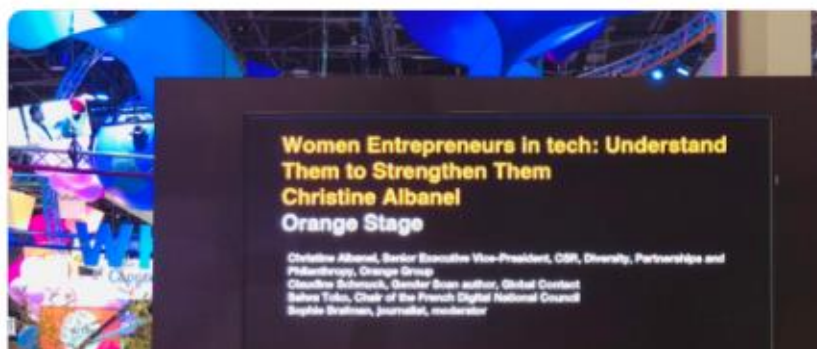 Women Entrepreneurs in tech: Understand
Them to Strengthen Them
Christine Albanel
Orange Stage
Christine Albanel, Senior Executive Vice-President, CSR, Diversity, Partnerships and
Philanthropy, Orange Group
Claudine Schmuck, Gender Scan author, Global Contact
Salwa Toko, Chair of the French Digital National Council
Sophie Bratman, journalist, moderator